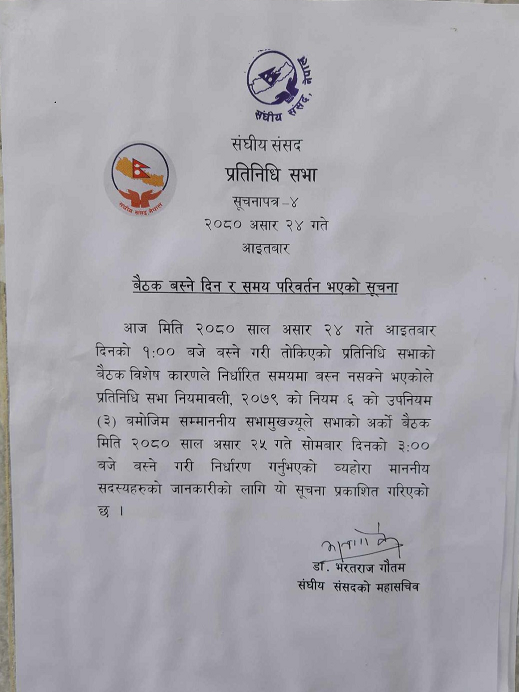 संघीय संसद, नेपाल
संघीय संसद
प्रतिनिधि सभा
संघीय संसद, नेपाल
सूचनापत्र-४
२०८० असार २४ गते
आइतवार
बैठक बस्ने दिन र समय परिवर्तन भएको सूचना
आज मिति २०८० साल असार २४ गते आइतवार
दिनको १:०० बजे बस्ने गरी तोकिएको प्रतिनिधि सभाको
बैठक विशेष कारणले निर्धारित समयमा बस्न नसक्ने भएकोले
प्रतिनिधि सभा नियमावली, २०७९ को नियम ६ को उपनियम
(३) बमोजिम सम्माननीय सभामुखज्यूले सभाको अर्को बैठक
मिति २०८० साल असार २५ गते सोमबार दिनको ३:००
बजे बस्ने गरी निर्धारण गर्नुभएको व्यहोरा माननीय
सदस्यहरुको जानकारीको लागि यो सूचना प्रकाशित गरिएको
छ ।
डा. भरतराज गौतम
संघीय संसदको महासचिव